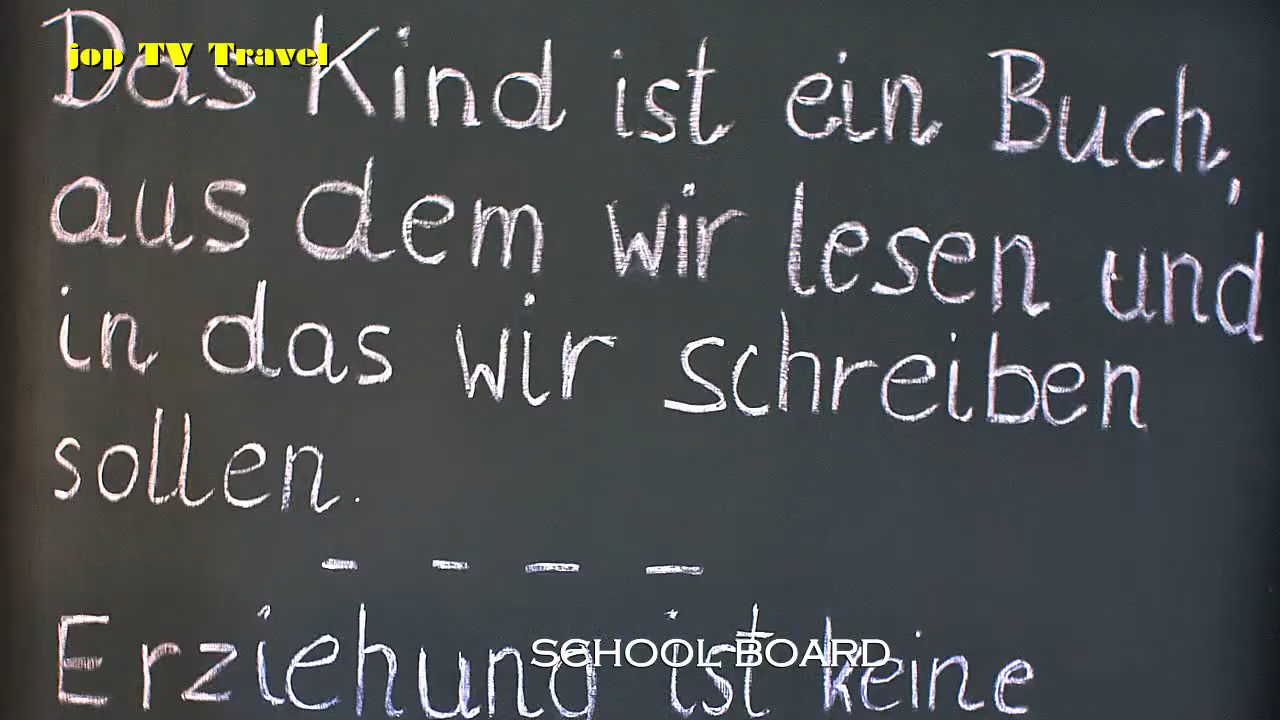 jop TV Travel
Das Kind ist ein Buch,
aus dem wir lesen und
in das wir schreiben
sollen.
– – – –
Erziehung ist keine
SCHOOL BOARD